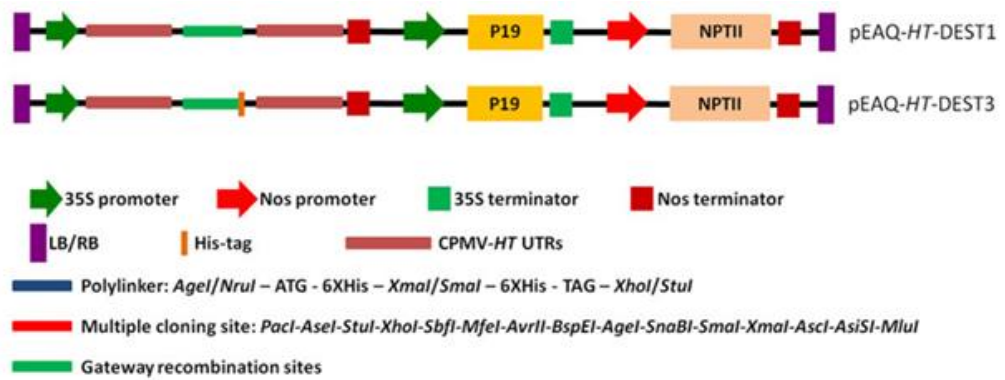 P19 NPTII pEAQ-HT-DEST1
P19 NPTII pEAQ-HT-DEST3
35S promoter Nos promoter 35S terminator Nos terminator
LB/RB His-tag CPMV-HT UTRs
Polylinker: AgeI/NruI – ATG - 6XHis – XmaI/SmaI – 6XHis - TAG – XhoI/StuI
Multiple cloning site: PacI-AseI-StuI-XhoI-SbfI-MfeI-AvrII-BspEI-AgeI-SnaBI-SmaI-XmaI-AscI-AsiSI-MluI
Gateway recombination sites